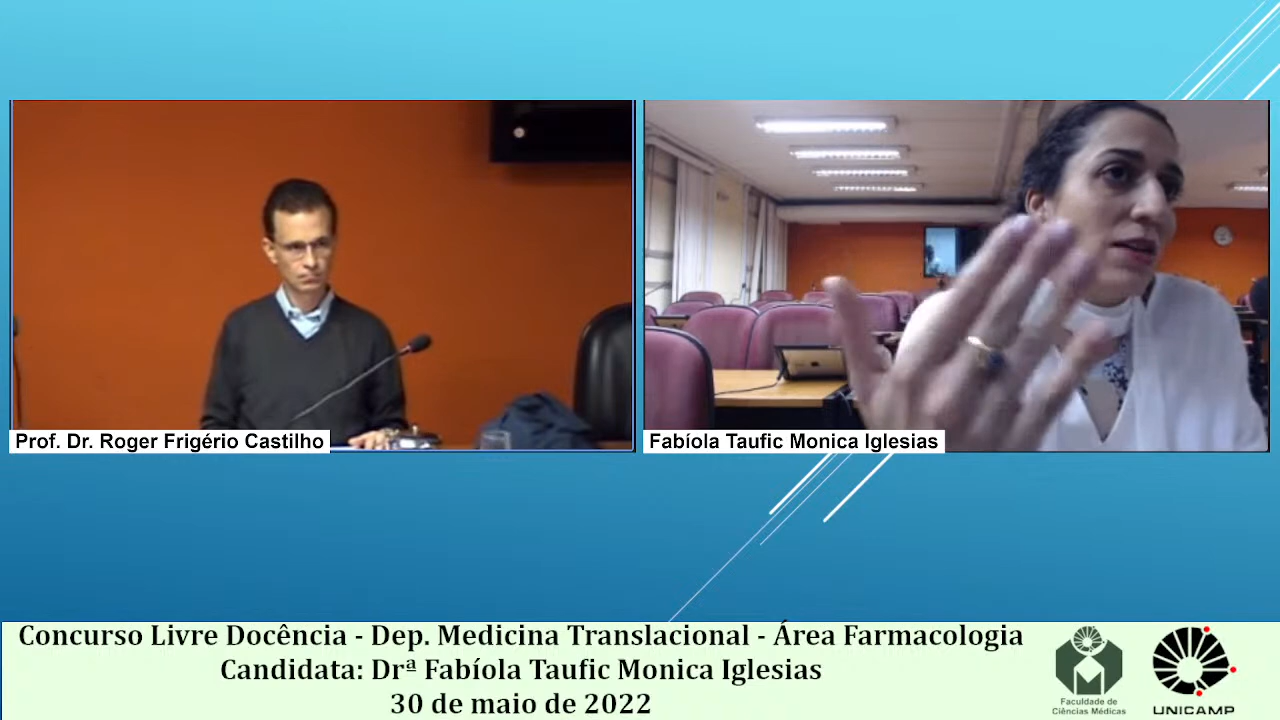 Prof. Dr. Roger Frigério Castilho
Fabíola Taufic Monica Iglesias
Concurso Livre Docência - Dep. Medicina Translacional - Área Farmacologia
Candidata: Drª Fabíola Taufic Monica Iglesias
30 de maio de 2022
Faculdade de
Ciências Médicas
UNICAMP